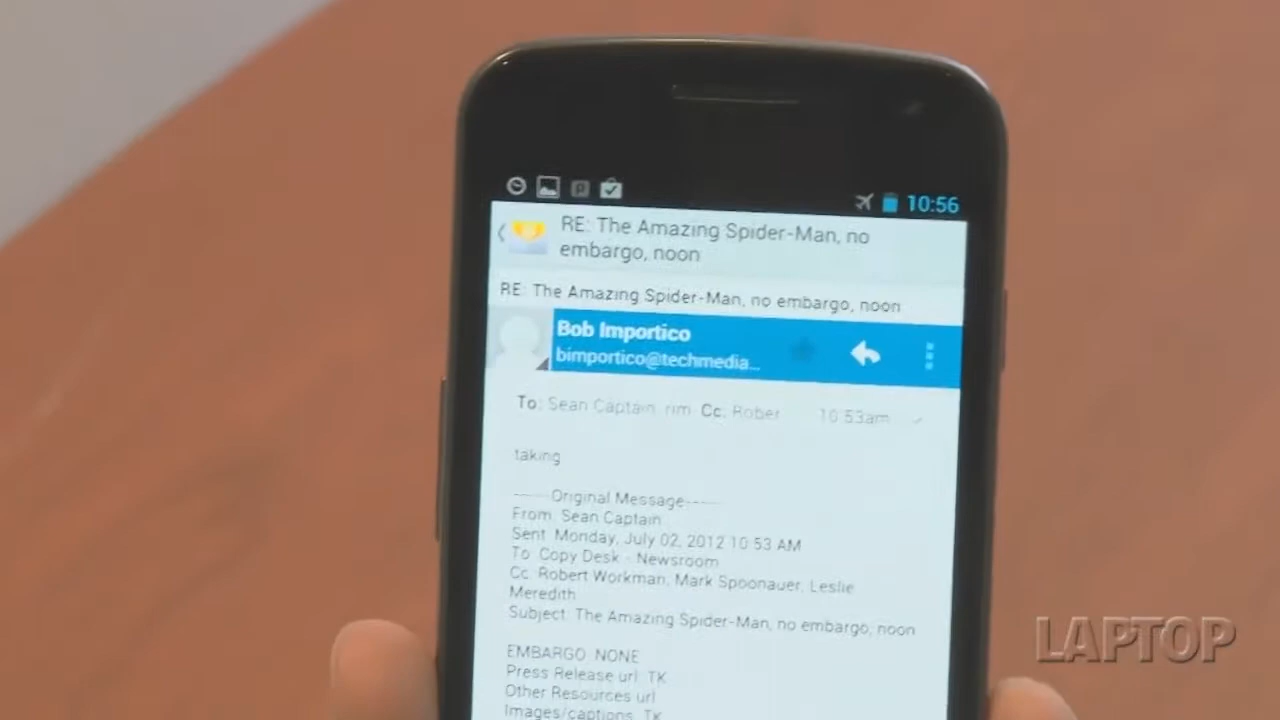 10:56
RE: The Amazing Spider-Man, no
embargo, noon
RE: The Amazing Spider-Man, no embargo, noon
Bob Importico
bimportico@techmedia...
To: Sean Captain, rim Cc: Rober 10:53am
taking
------Original Message------
From: Sean Captain
Sent: Monday, July 02, 2012 10:53 AM
To: Copy Desk - Newsroom
Cc: Robert Workman; Mark Spoonauer; Leslie
Meredith
Subject: The Amazing Spider-Man, no embargo, noon
EMBARGO: NONE
Press Release url: TK
Other Resources url:
Images/captions: TK
LAPTOP